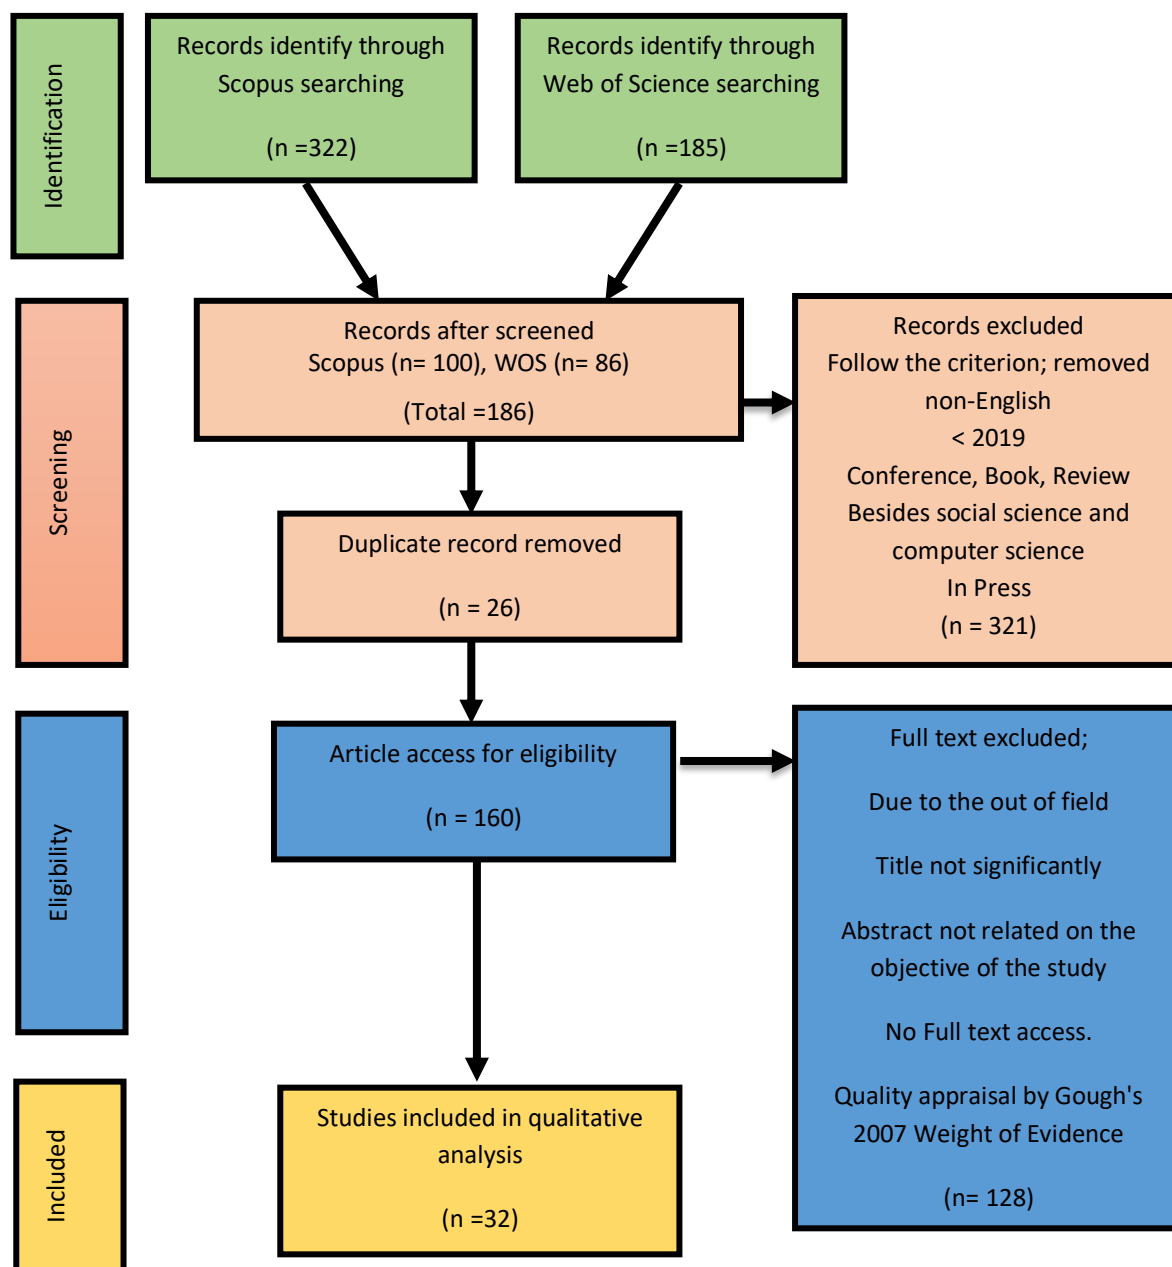 Identification
Records identify through
Scopus searching
(n =322)
Records identify through
Web of Science searching
(n =185)
Screening
Records after screened
Scopus (n= 100), WOS (n= 86)
(Total =186)
Records excluded
Follow the criterion; removed
non-English
< 2019
Conference, Book, Review
Besides social science and
computer science
In Press
(n = 321)
Duplicate record removed
(n = 26)
Eligibility
Article access for eligibility
(n = 160)
Full text excluded;
Due to the out of field
Title not significantly
Abstract not related on the
objective of the study
No Full text access.
Quality appraisal by Gough's
2007 Weight of Evidence
(n= 128)
Included
Studies included in qualitative
analysis
(n =32)